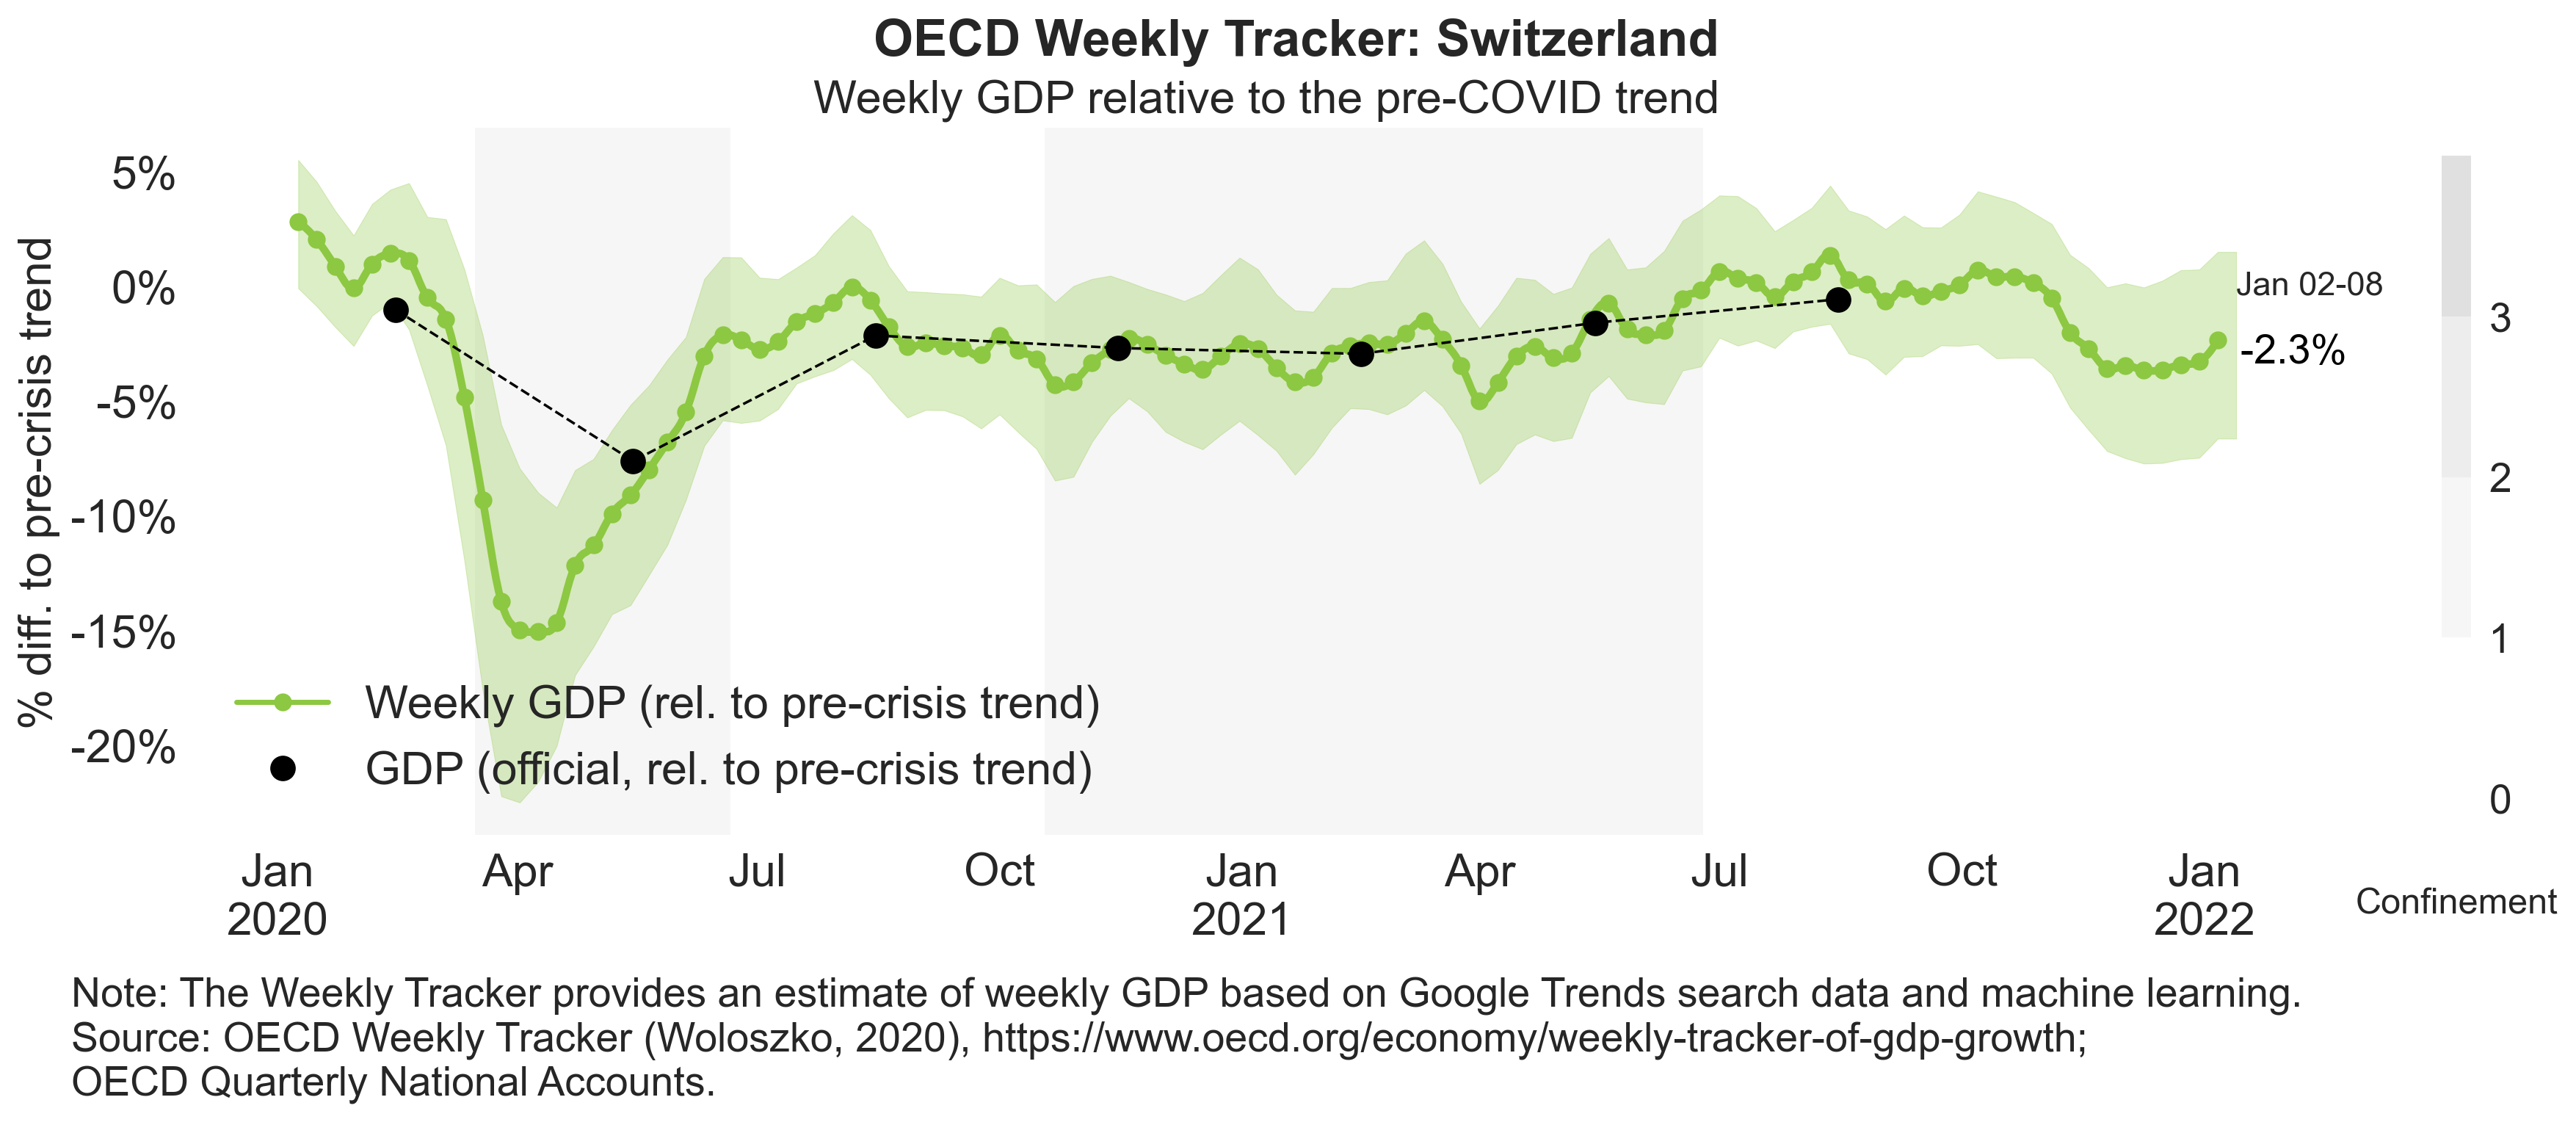 OECD Weekly Tracker: Switzerland
Weekly GDP relative to the pre-COVID trend
% diff. to pre-crisis trend
5%
0%
-5%
-10%
-15%
-20%
Weekly GDP (rel. to pre-crisis trend)
GDP (official, rel. to pre-crisis trend)
Jan 02-08
-2.3%
3
2
1
0
Confinement
Jan Apr Jul Oct Jan Apr Jul Oct Jan
2020 2021 2022
Note: The Weekly Tracker provides an estimate of weekly GDP based on Google Trends search data and machine learning.
Source: OECD Weekly Tracker (Woloszko, 2020), https://www.oecd.org/economy/weekly-tracker-of-gdp-growth;
OECD Quarterly National Accounts.